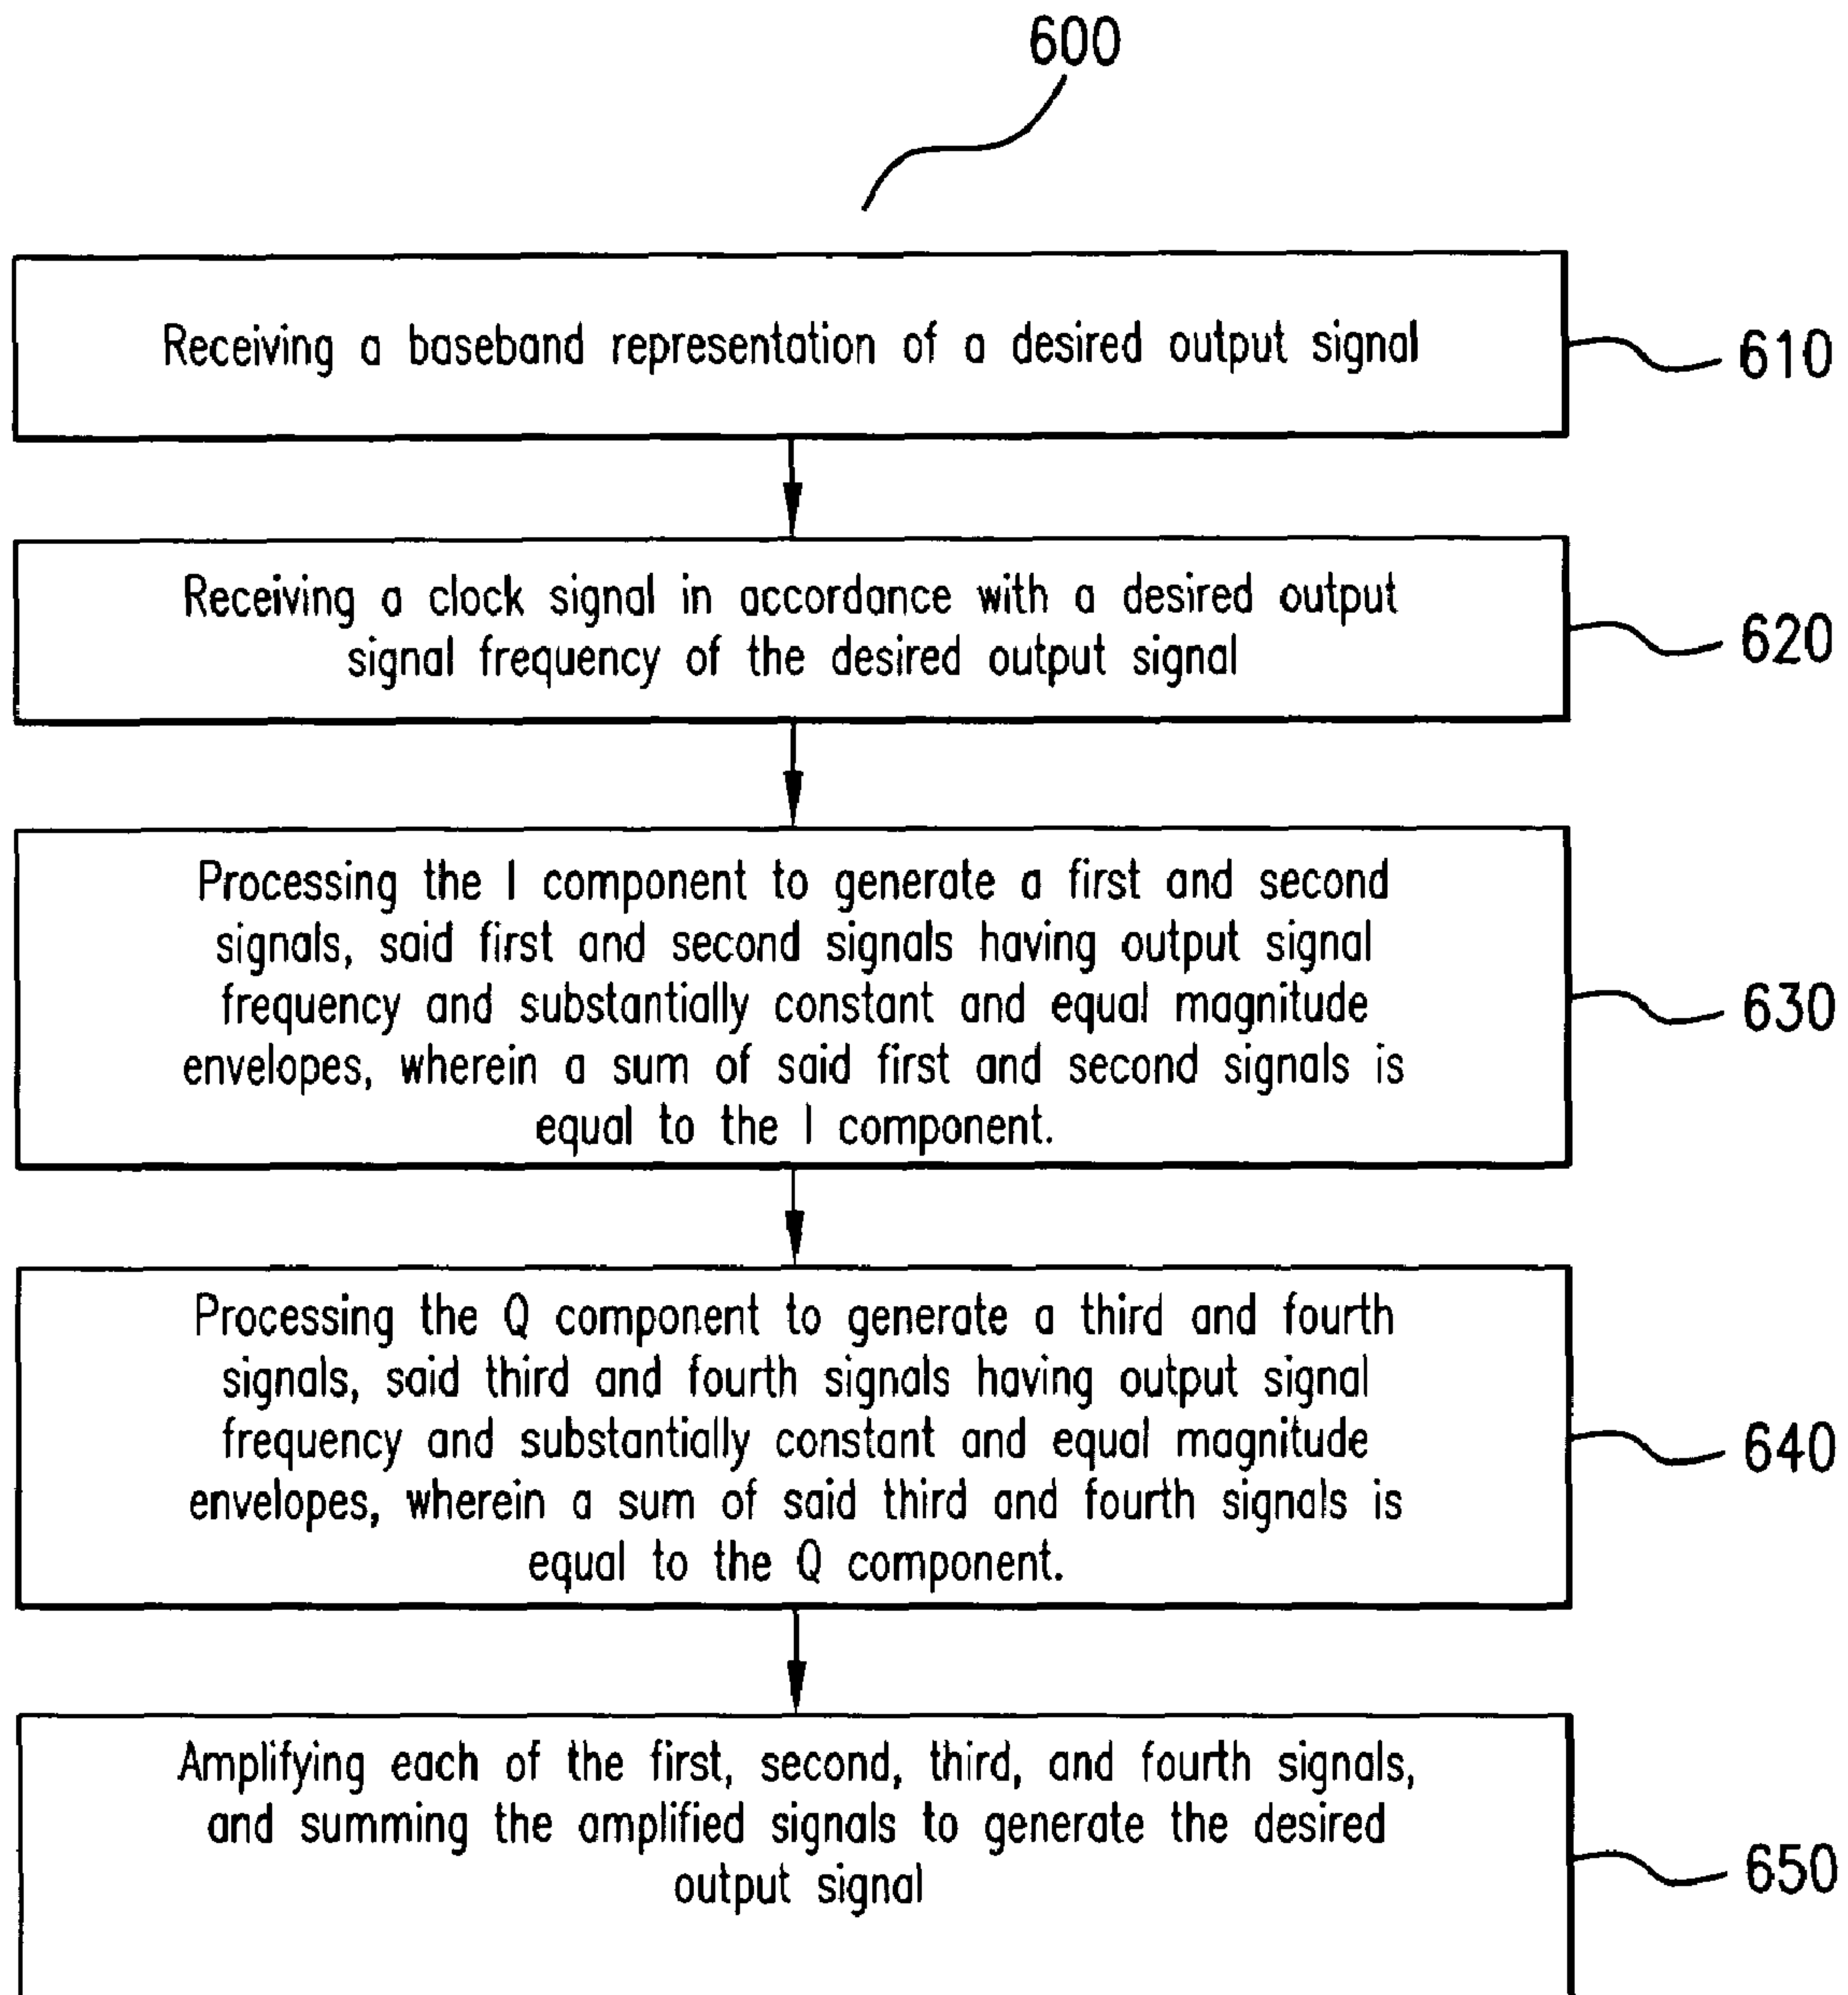 600
Receiving a baseband representation of a desired output signal
610
Receiving a clock signal in accordance with a desired output
signal frequency of the desired output signal
620
Processing the I component to generate a first and second
signals, said first and second signals having output signal
frequency and substantially constant and equal magnitude
envelopes, wherein a sum of said first and second signals is
equal to the I component.
630
Processing the Q component to generate a third and fourth
signals, said third and fourth signals having output signal
frequency and substantially constant and equal magnitude
envelopes, wherein a sum of said third and fourth signals is
equal to the Q component.
640
Amplifying each of the first, second, third, and fourth signals,
and summing the amplified signals to generate the desired
output signal
650